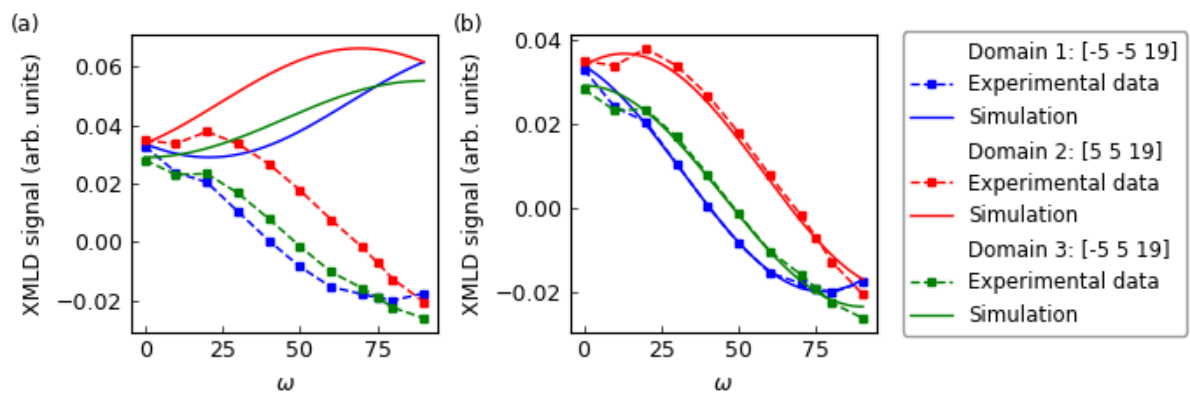 (a)
XMLD signal (arb. units)
0.06
0.04
0.02
0.00
−0.02
0 25 50 75
ω
(b)
XMLD signal (arb. units)
0.04
0.02
0.00
−0.02
0 25 50 75
ω
Domain 1: [-5 -5 19]
Experimental data
Simulation
Domain 2: [5 5 19]
Experimental data
Simulation
Domain 3: [-5 5 19]
Experimental data
Simulation